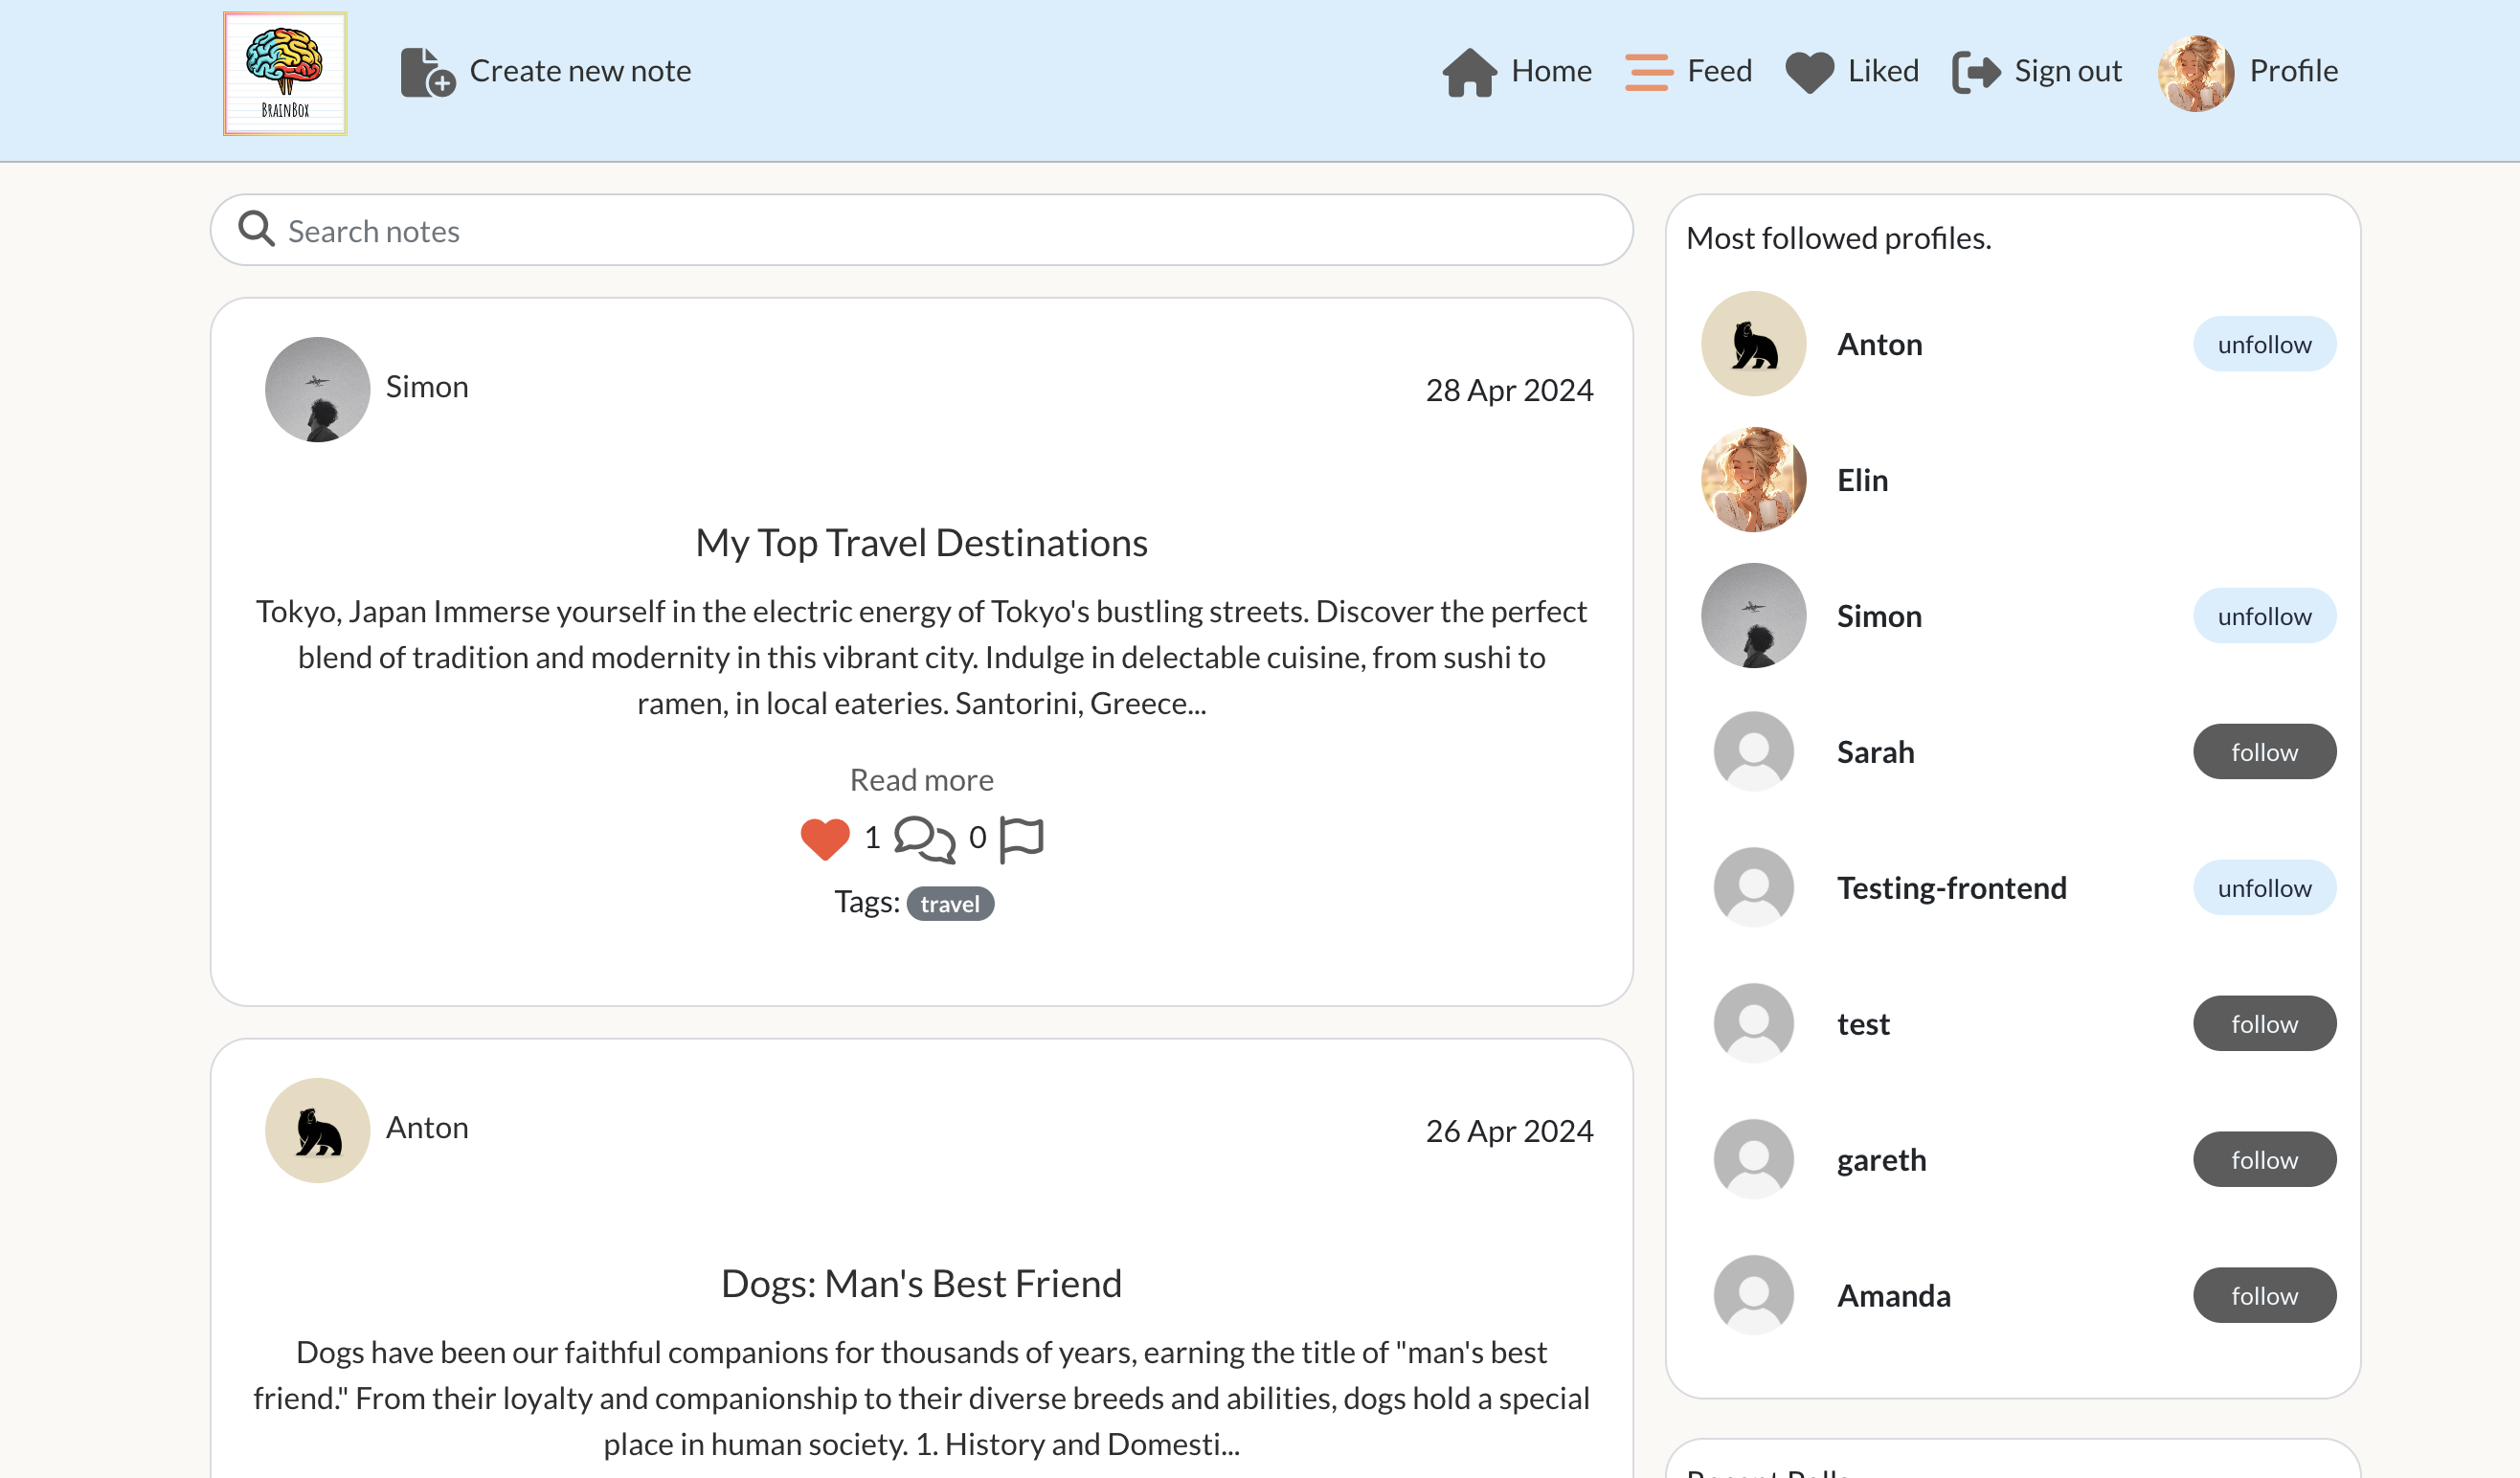 BRAINBOX
Create new note
Home
Feed
Liked
Sign out
Profile
Search notes
Simon
28 Apr 2024
My Top Travel Destinations
Tokyo, Japan Immerse yourself in the electric energy of Tokyo's bustling streets. Discover the perfect
blend of tradition and modernity in this vibrant city. Indulge in delectable cuisine, from sushi to
ramen, in local eateries. Santorini, Greece...
Read more
1 0
Tags: travel
Anton
26 Apr 2024
Dogs: Man's Best Friend
Dogs have been our faithful companions for thousands of years, earning the title of "man's best
friend." From their loyalty and companionship to their diverse breeds and abilities, dogs hold a special
place in human society. 1. History and Domesti...
Most followed profiles.
Anton unfollow
Elin
Simon unfollow
Sarah follow
Testing-frontend unfollow
test follow
gareth follow
Amanda follow